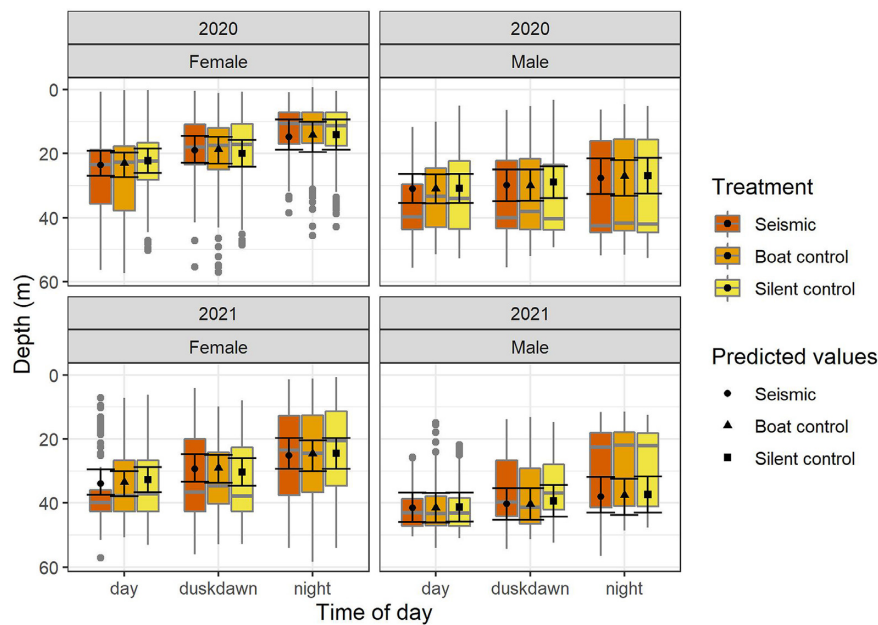 2020
2020
Female
Male
0
20
40
60
2021
2021
Female
Male
0
20
40
60
day
duskdawn
night
day
duskdawn
night
Time of day
Depth (m)
Treatment
Seismic
Boat control
Silent control
Predicted values
Seismic
Boat control
Silent control